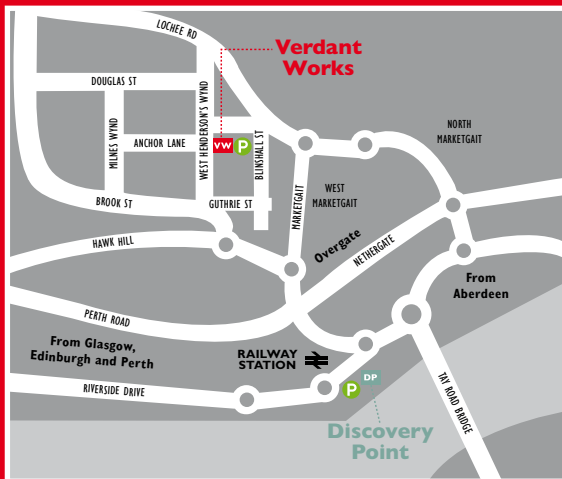 LOCHEE RD
Verdant
Works
DOUGLAS ST
WEST HENDERSON'S WYND
MILNES WYND
ANCHOR LANE
VW
P
BLINSHALL ST
NORTH
MARKETGAIT
WEST
MARKETGAIT
MARKETGAIT
BROOK ST
GUTHRIE ST
HAWK HILL
Overgate
NETHERGATE
From
Aberdeen
PERTH ROAD
From Glasgow,
Edinburgh and Perth
RAILWAY
STATION
RIVERSIDE DRIVE
DP
P
TAY ROAD BRIDGE
Discovery
Point